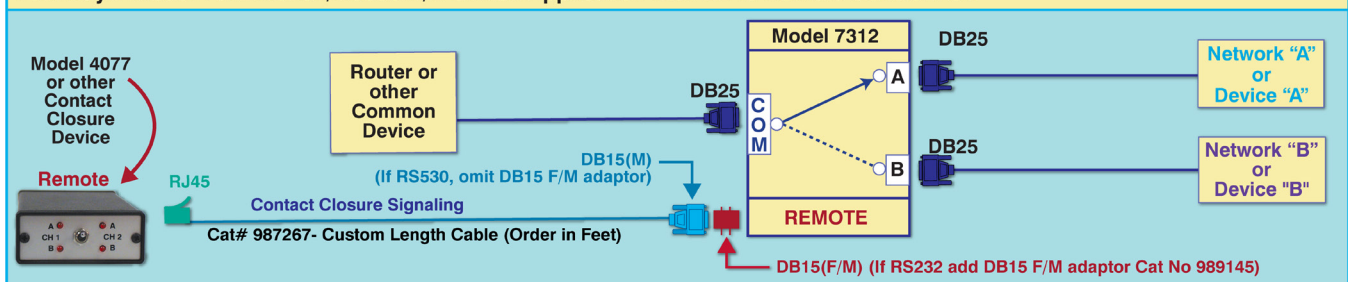 Model 7312
DB25
Network “A”
or
Device “A”
Model 4077
or other
Contact
Closure
Device
Router or
other
Common
Device
DB25
COM
A
B
DB25
Network “B”
or
Device "B"
DB15(M)
(If RS530, omit DB15 F/M adaptor)
Remote
RJ45
Contact Closure Signaling
Cat# 987267- Custom Length Cable (Order in Feet)
REMOTE
A A
CH 1 CH 2
B B
DB15(F/M) (If RS232 add DB15 F/M adaptor Cat No 989145)